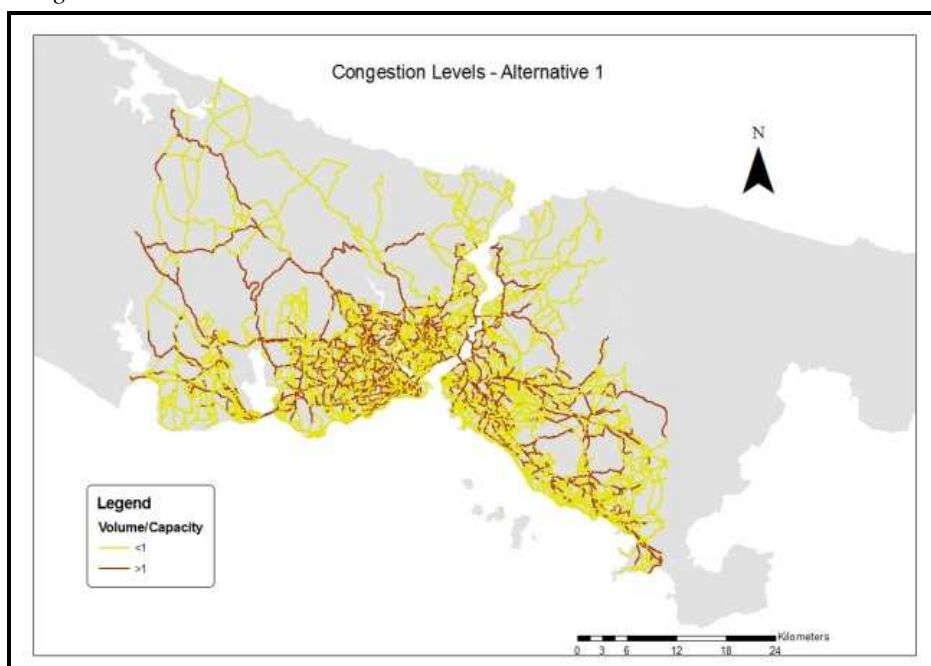 Congestion Levels - Alternative 1
N
Legend
Volume/Capacity
<1
>1
Kilometers
0 3 6 12 18 24